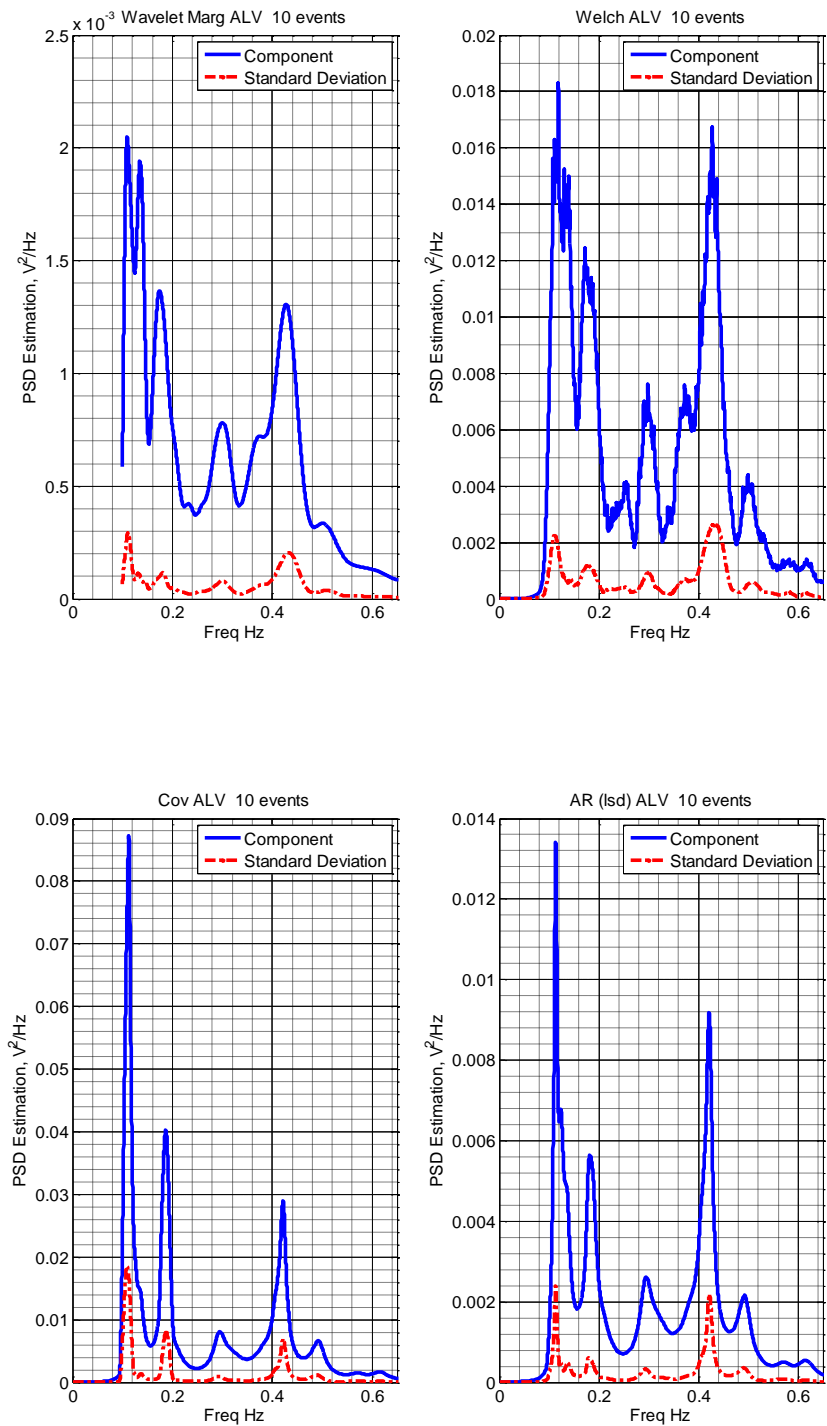 x 10^-3 Wavelet Marg ALV 10 events
2.5
2
1.5
1
0.5
0
0.2
0.4
0.6
PSD Estimation, V^2/Hz
Freq Hz
Component
Standard Deviation
Welch ALV 10 events
0.02
0.018
0.016
0.014
0.012
0.01
0.008
0.006
0.004
0.002
0
0
0.2
0.4
0.6
PSD Estimation, V^2/Hz
Freq Hz
Component
Standard Deviation
Cov ALV 10 events
0.09
0.08
0.07
0.06
0.05
0.04
0.03
0.02
0.01
0
0
0.2
0.4
0.6
PSD Estimation, V^2/Hz
Freq Hz
Component
Standard Deviation
AR (lsd) ALV 10 events
0.014
0.012
0.01
0.008
0.006
0.004
0.002
0
0
0.2
0.4
0.6
PSD Estimation, V^2/Hz
Freq Hz
Component
Standard Deviation